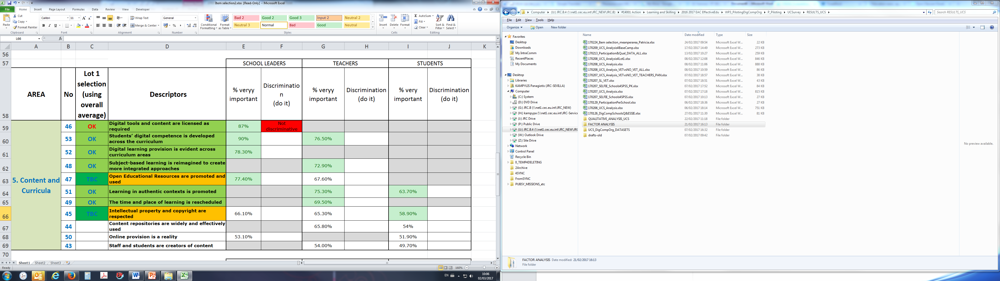 Item selection2.xlsx [Read-Only] - Microsoft Excel
File Home Insert Page Layout Formulas Data Review View Developer
Cut
Copy
Format Painter
Paste
Clipboard
Calibri 11
Font
Wrap Text
Merge & Center
Alignment
General
Number
Conditional Formatting
Format as Table
Bad 2 Good 2 Good 3 Input 2 Neutral 2
Neutral 3 Normal Bad Good Neutral
Styles
Insert Delete Format
Cells
AutoSum
Fill
Clear
Sort & Filter
Find & Select
Editing
L66 fx
A B C D E F G H I J K
56
57 SCHOOL LEADERS TEACHERS STUDENTS
58 AREA No Lot 1 selection (using overall average) Descriptors % veryy important Discriminatio n (do it) % veryy important Discrimination (do it) % very important Discrimination (do it)
5. Content and Curricula
59 46 OK Digital tools and content are licensed as required 87% Not discriminative
60 53 OK Students’ digital competence is developed across the curriculum 90% 76.50%
61 52 OK Digital learning provision is evident across curriculum areas 78.30%
62 48 OK Subject-based learning is reimagined to create more integrated approaches 72.90%
63 47 TBC Open Educational Resources are promoted and used 77.40% 67.60%
64 51 OK Learning in authentic contexts is promoted 75.30% 63.70%
65 49 OK The time and place of learning is rescheduled 69.50%
66 45 TBC Intellectual property and copyright are respected 66.10% 65.30% 58.90%
67 44 Content repositories are widely and effectively used 65.80% 54%
68 50 Online provision is a reality 53.10% 51.90%
69 43 Staff and students are creators of content 54.00% 49.70%
70
Sheet1 Sheet2 Sheet3
Ready 160%
EN 10:06
02/03/2017
Computer (U:) JRC.B.4 (\\net1.cec.eu.int\JRC_NEW\JRC.B) #14001 Action Learning and Skilling 2016 2017 EAC EffectiveEdu WP3_PilotingDigCompOrg P_Piloting UCSurvey RESULTS_UCS
Search RESULTS_UCS
File Edit View Tools Help
Organize Open New folder
Favorites
Desktop
Downloads
My IntraComm
RecentPlaces
My Documents
Desktop
Libraries
KAMPYLIS Panagiotis (JRC-SEVILLA)
Computer
(C:) System
(D:) DVD Drive
(G:) JRC.B (\\net1.cec.eu.int\JRC_NEW)
(H:) kampypa (\\net1.cec.eu.int\JRC-Service
(J:) JRC Drive
(P:) Public Drive
(U:) JRC.B.4 (\\net1.cec.eu.int\JRC_NEW\JRC
(W:) Outlook Drive
(Z:) Site Drive
Network
Control Panel
Recycle Bin
0_TEMP4DELETING
2Archive
4SYNC
FromSYNC
PUBSY_MISSIONS_etc
Name Date modified Type Size
170224_Item selection_meanperarea_Patricia.xlsx 24/02/2017 09:54 Microsoft Excel W... 22 KB
170209_UCS_Analysis4BaseCamp.xlsx 17/02/2017 14:49 Microsoft Excel W... 273 KB
170213_Participation&Qual_DATA_ALL.xlsx 13/02/2017 10:27 Microsoft Excel W... 259 KB
170208_UCS_Analysis4Lot1.xlsx 08/02/2017 12:08 Microsoft Excel W... 846 KB
170208_UCS_Analysis.xlsx 08/02/2017 11:06 Microsoft Excel W... 888 KB
170208_UCS_Analysis_VETvsNO_VET_ALL.xlsx 08/02/2017 10:59 Microsoft Excel W... 86 KB
170207_UCS_Analysis_VETvsNO_VET_TEACHERS_PAN.xlsx 07/02/2017 18:57 Microsoft Excel W... 38 KB
170207_SL_VET.xlsx 07/02/2017 18:51 Microsoft Excel W... 43 KB
170207_SELFIE_Schools4SPSS_PK.xlsx 07/02/2017 17:52 Microsoft Excel W... 84 KB
170207_UCS_Analysis.xlsx 07/02/2017 17:18 Microsoft Excel W... 815 KB
170207_SELFIE_Schools4SPSS.xlsx 07/02/2017 10:13 Microsoft Excel W... 27 KB
170129_ParticipationPerSchool.xlsx 06/02/2017 18:36 Microsoft Excel W... 27 KB
170206_UCS_Analysis.xlsx 06/02/2017 18:14 Microsoft Excel W... 751 KB
170126_DigCompSchoolsQ&ESSIE.xlsx 27/01/2017 11:30 Microsoft Excel W... 81 KB
QUALITATIVE_ANALYSIS_UCS 22/02/2017 11:18 File folder
FACTOR ANALYSIS 21/02/2017 16:13 File folder
UCS_DigCompOrg_DATASETS 07/02/2017 16:32 File folder
drafts-old 07/02/2017 09:42 File folder
No preview available.
FACTOR ANALYSIS Date modified: 21/02/2017 16:13
File folder